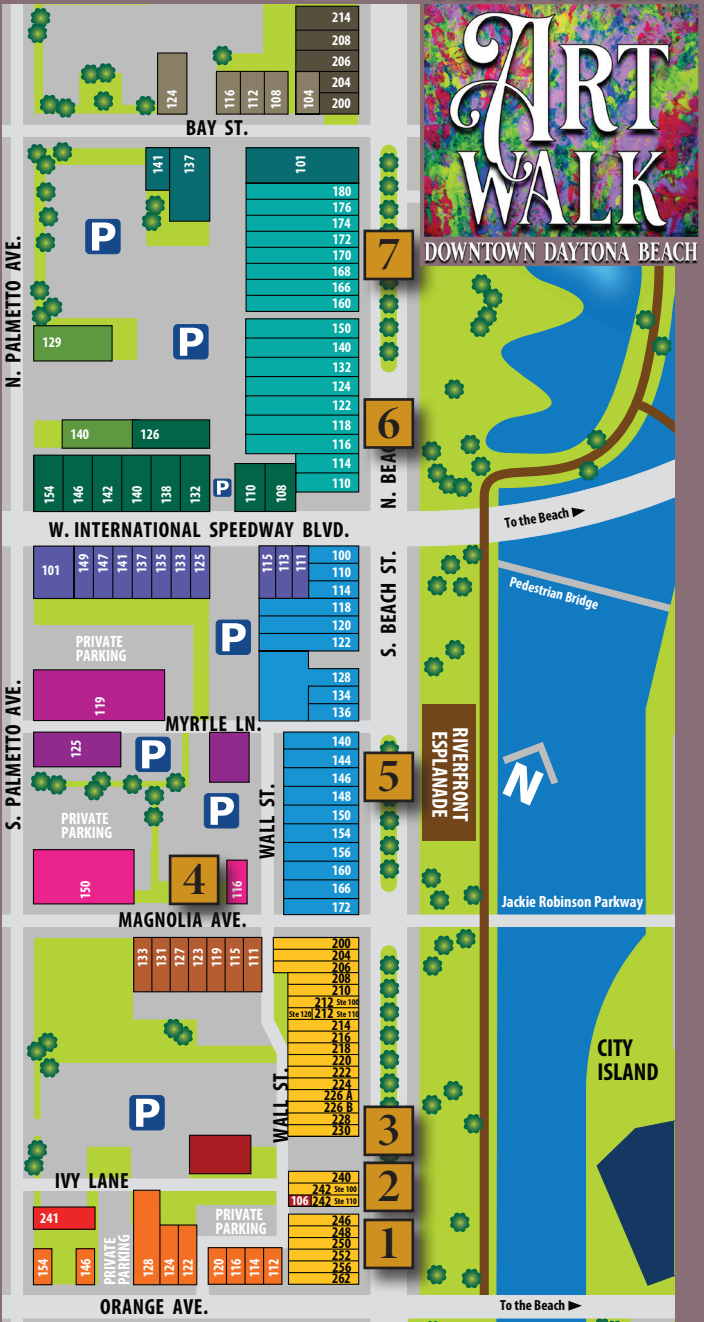 ART
WALK
DOWNTOWN DAYTONA BEACH
214
208
206
204
200
124
116
112
108
104
BAY ST.
141
137
101
180
176
174
172
170
168
166
160
P
7
N. PALMETTO AVE.
129
P
150
140
132
124
122
118
116
114
110
6
N. BEAC
140
126
154
146
142
140
138
132
P
110
108
W. INTERNATIONAL SPEEDWAY BLVD.
To the Beach
101
149
147
141
137
135
133
125
115
113
111
100
110
114
118
120
122
128
134
136
S. BEACH ST.
Pedestrian Bridge
PRIVATE
PARKING
P
119
S. PALMETTO AVE.
MYRTLE LN.
125
P
P
WALL ST.
140
144
146
148
150
154
156
160
166
172
5
RIVERFRONT
ESPLANADE
N
PRIVATE
PARKING
150
4
116
Jackie Robinson Parkway
MAGNOLIA AVE.
133
131
127
123
119
115
111
200
204
206
208
210
212 Ste 100
Ste 120 212 Ste 110
214
216
218
220
222
224
226 A
226 B
228
230
WALL ST.
CITY
ISLAND
P
3
IVY LANE
240
242 Ste 100
106 242 Ste 110
2
241
PRIVATE
PARKING
PRIVATE
PARKING
246
248
250
252
256
262
1
154
146
128
124
122
120
116
114
112
ORANGE AVE.
To the Beach